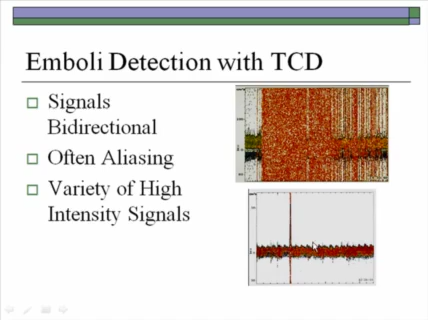 Emboli Detection with TCD
Signals
Bidirectional
Often Aliasing
Variety of High
Intensity Signals